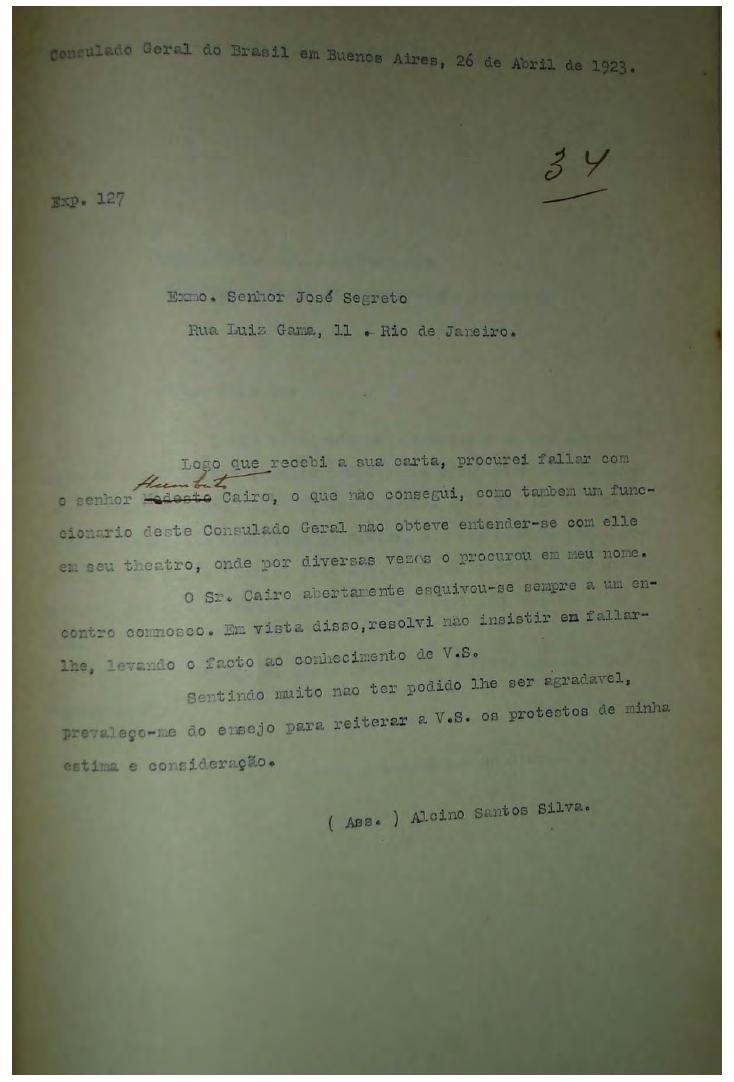 Consulado Geral do Brasil em Buenos Aires, 26 de Abril de 1923.
34
Exp. 127
Exmo. Senhor José Segreto
Rua Luiz Gama, 11 .- Rio de Janeiro.
Logo que recebi a sua carta, procurei fallar com
Humberto
o senhor Modesto Cairo, o que não consegui, como tambem um func-
cionario deste Consulado Geral não obteve entender-se com elle
em seu theatro, onde por diversas vezes o procurou em meu nome.
O Sr. Cairo abertamente esquivou-se sempre a um en-
contro comnosco. Em vista disso,resolvi não insistir em fallar-
lhe, levando o facto ao conhecimento de V.S.
Sentindo muito nao ter podido lhe ser agradavel,
prevaleço-me do ensejo para reiterar a V.S. os protestos de minha
estima e consideração.
( Ass. ) Alcino Santos Silva.